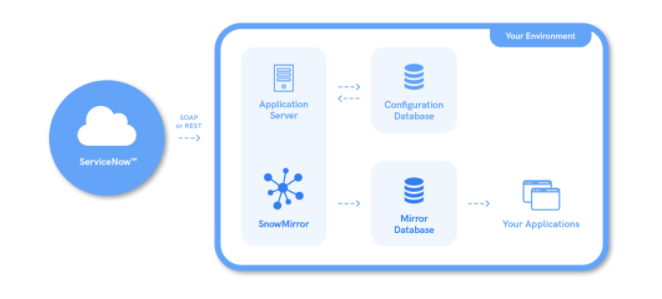 Your Environment
ServiceNow™
SOAP
or REST
Application
Server
Configuration
Database
SnowMirror
Mirror
Database
Your Applications